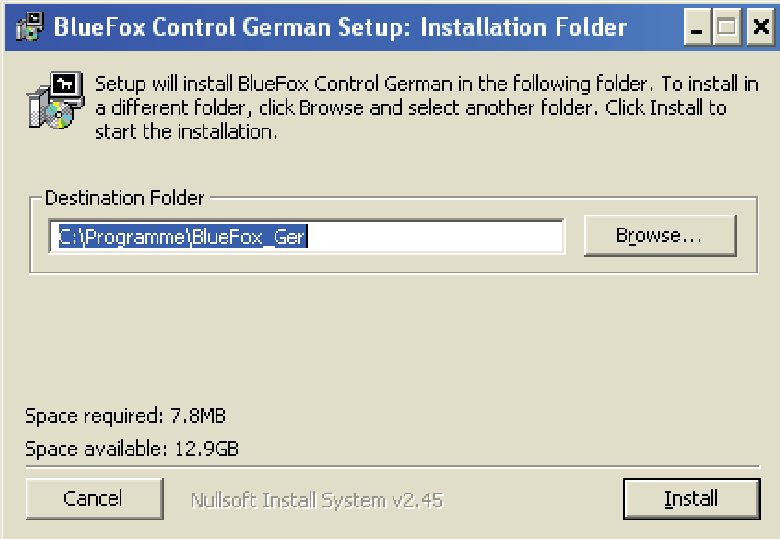 BlueFox Control German Setup: Installation Folder
Setup will install BlueFox Control German in the following folder. To install in
a different folder, click Browse and select another folder. Click Install to
start the installation.
Destination Folder
C:\Programme\BlueFox_Ger
Browse...
Space required: 7.8MB
Space available: 12.9GB
Cancel
Nullsoft Install System v2.45
Install